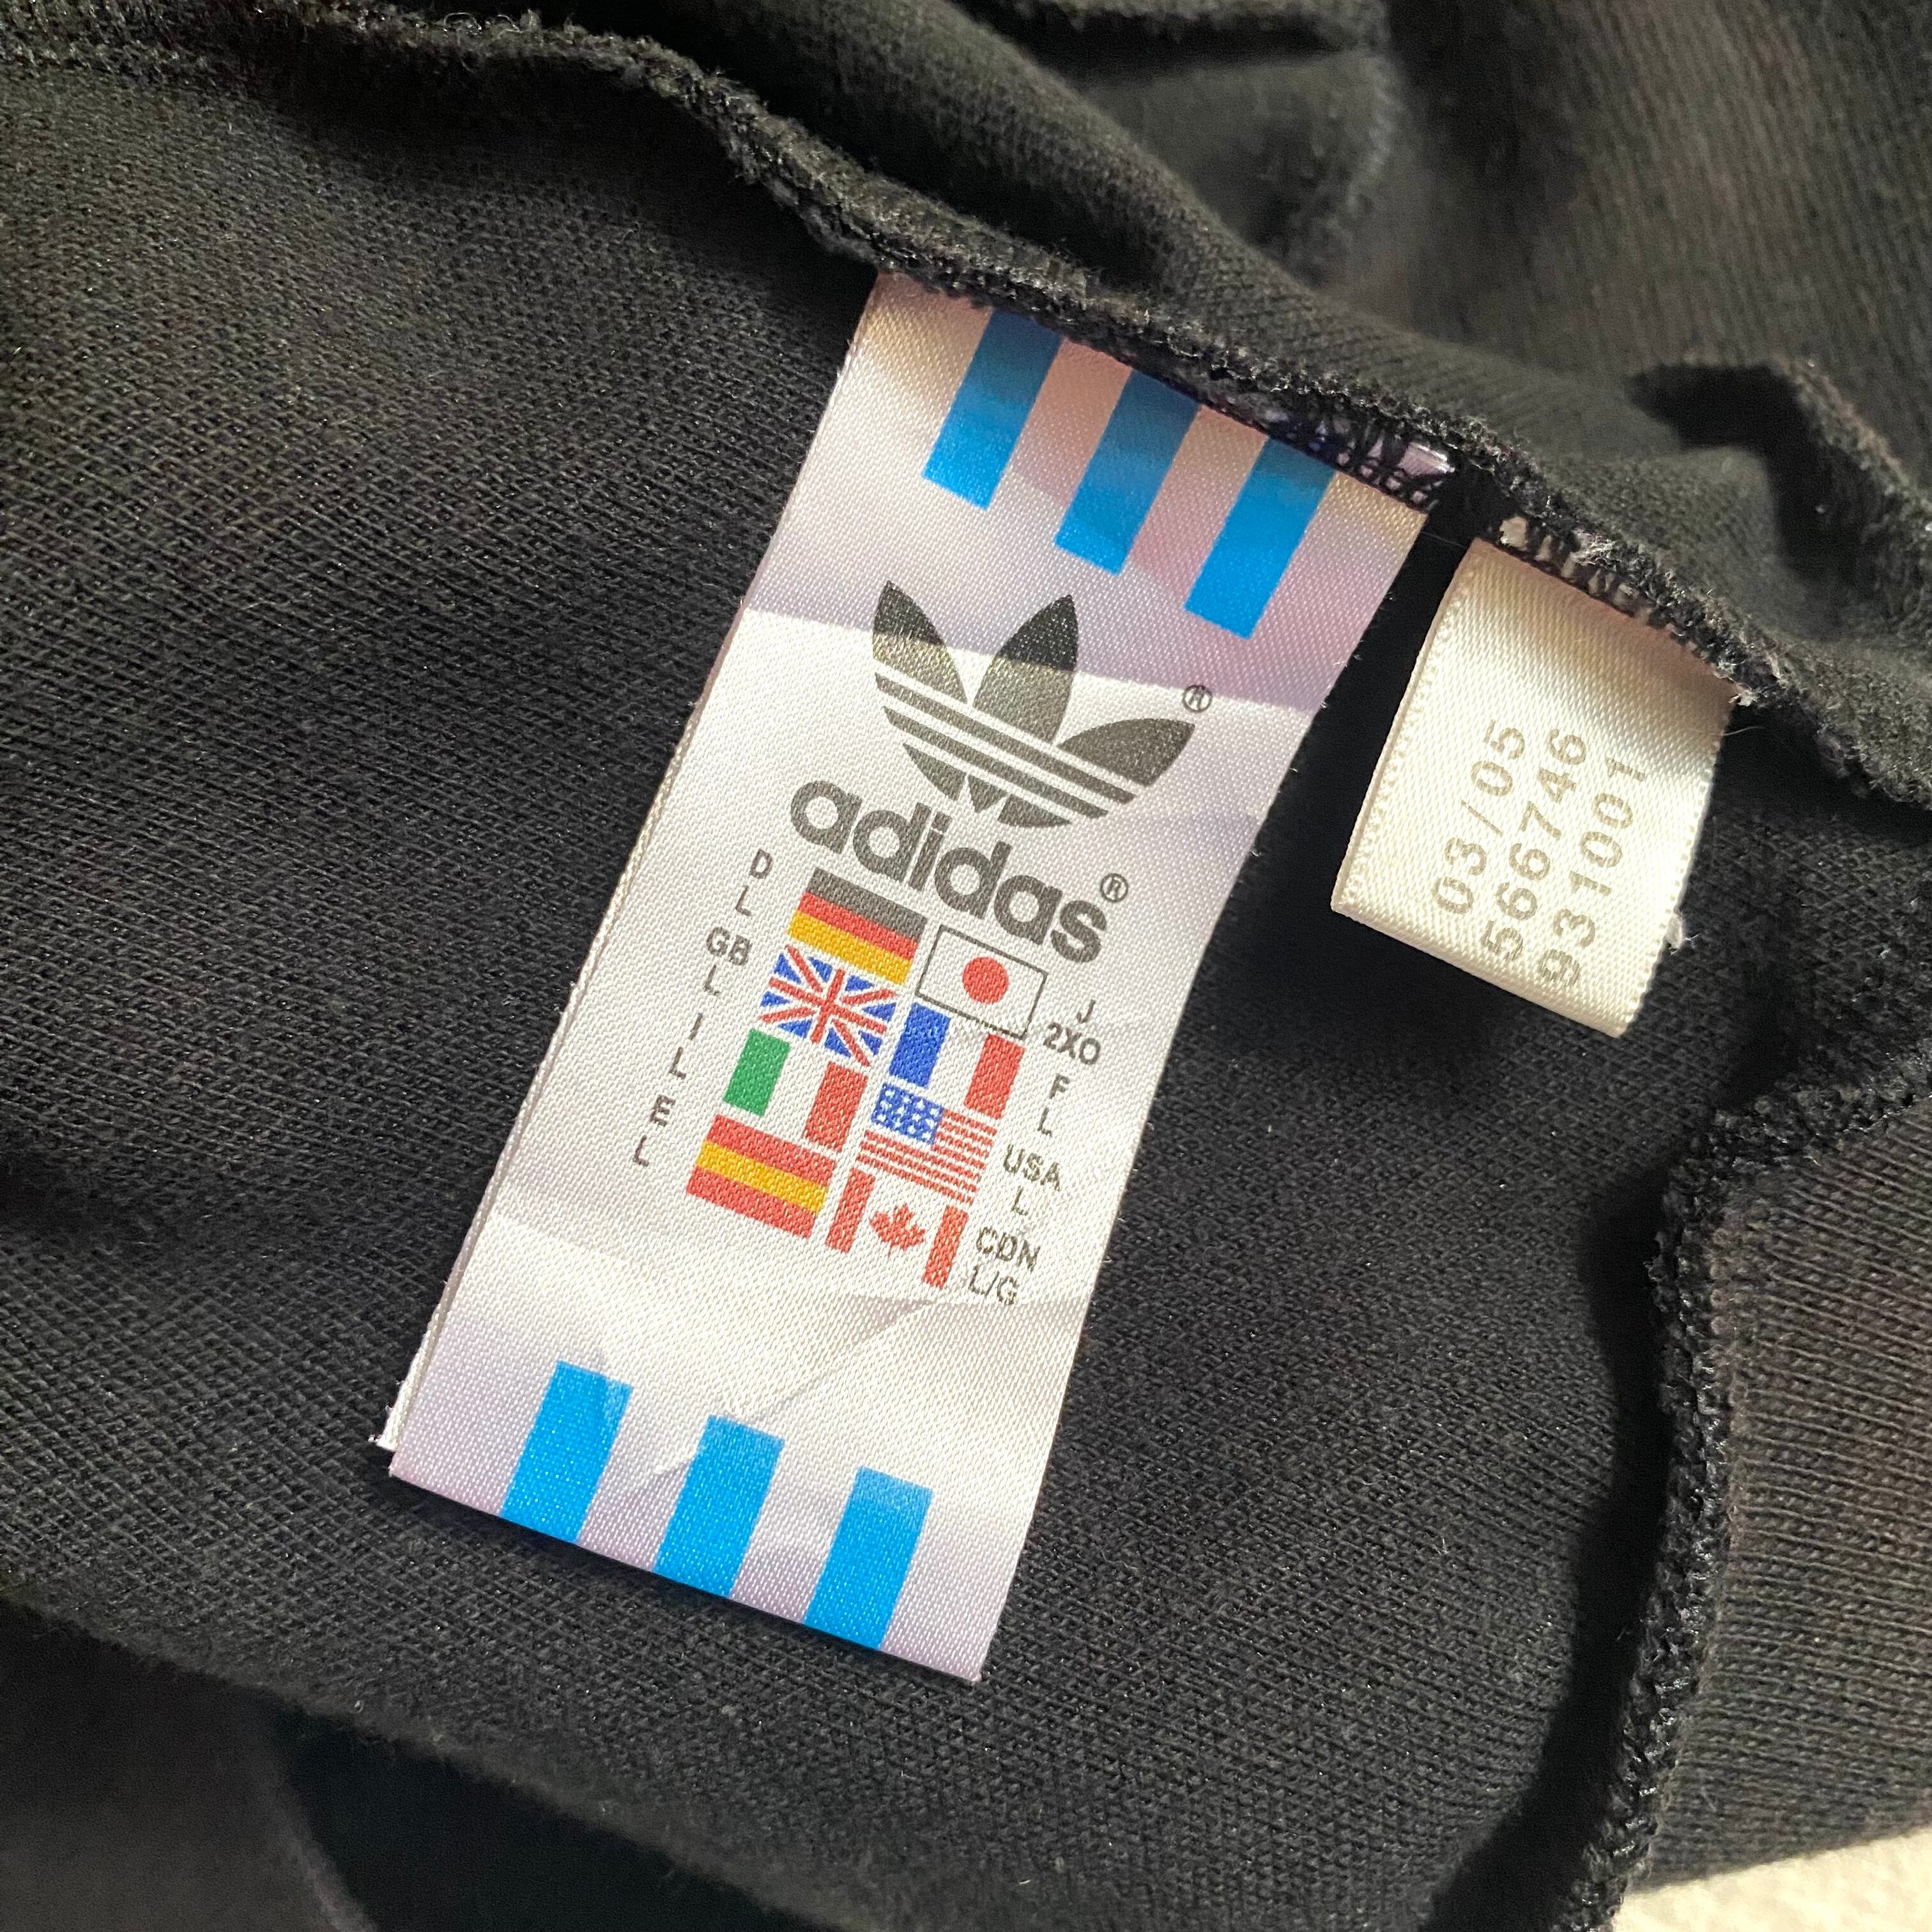 ®
adidas®
D
L
GB
L
I
L
E
L
J
2XO
F
L
USA
L
CDN
L/G
03/05
566746
931001